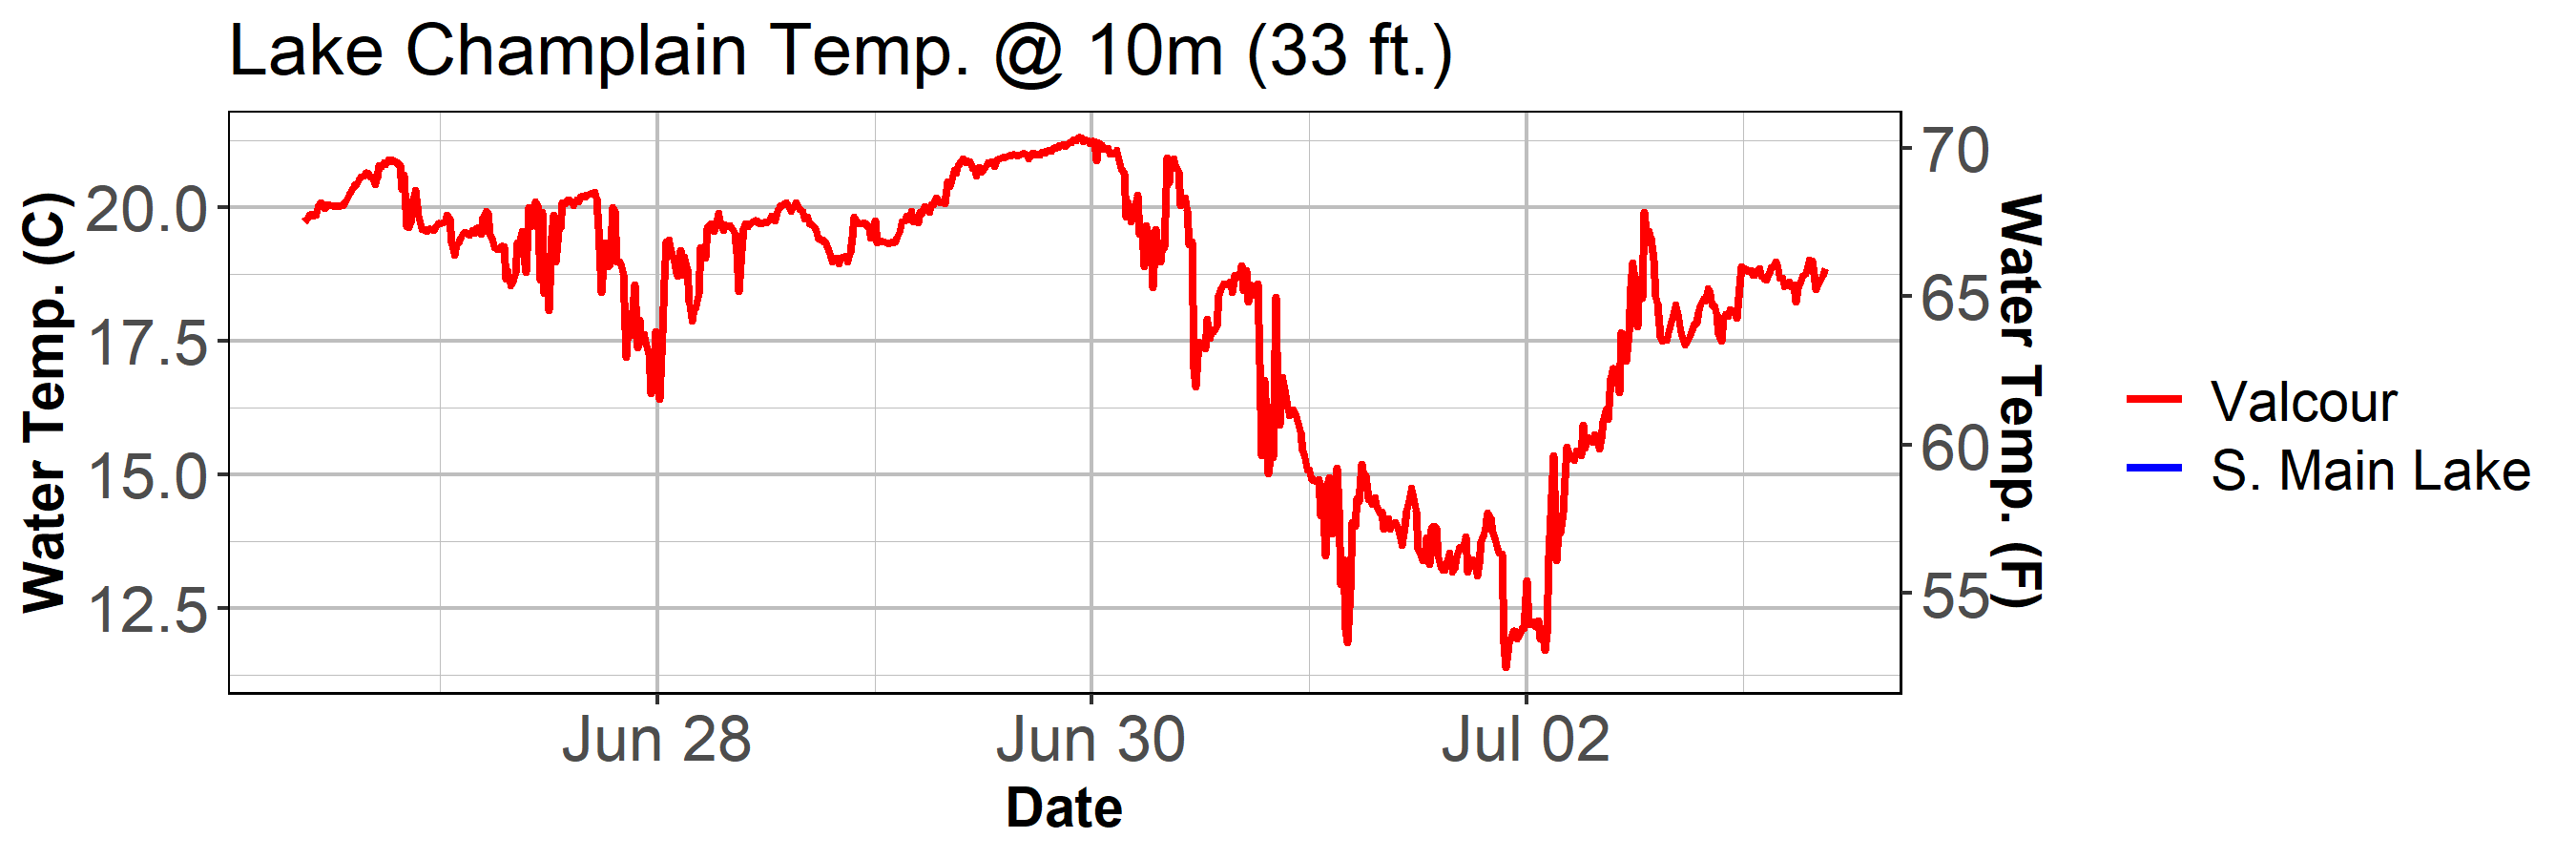 Lake Champlain Temp. @ 10m (33 ft.)
Water Temp. (C)
20.0
17.5
15.0
12.5
70
65
60
55
Water Temp. (F)
Jun 28
Jun 30
Jul 02
Date
Valcour
S. Main Lake